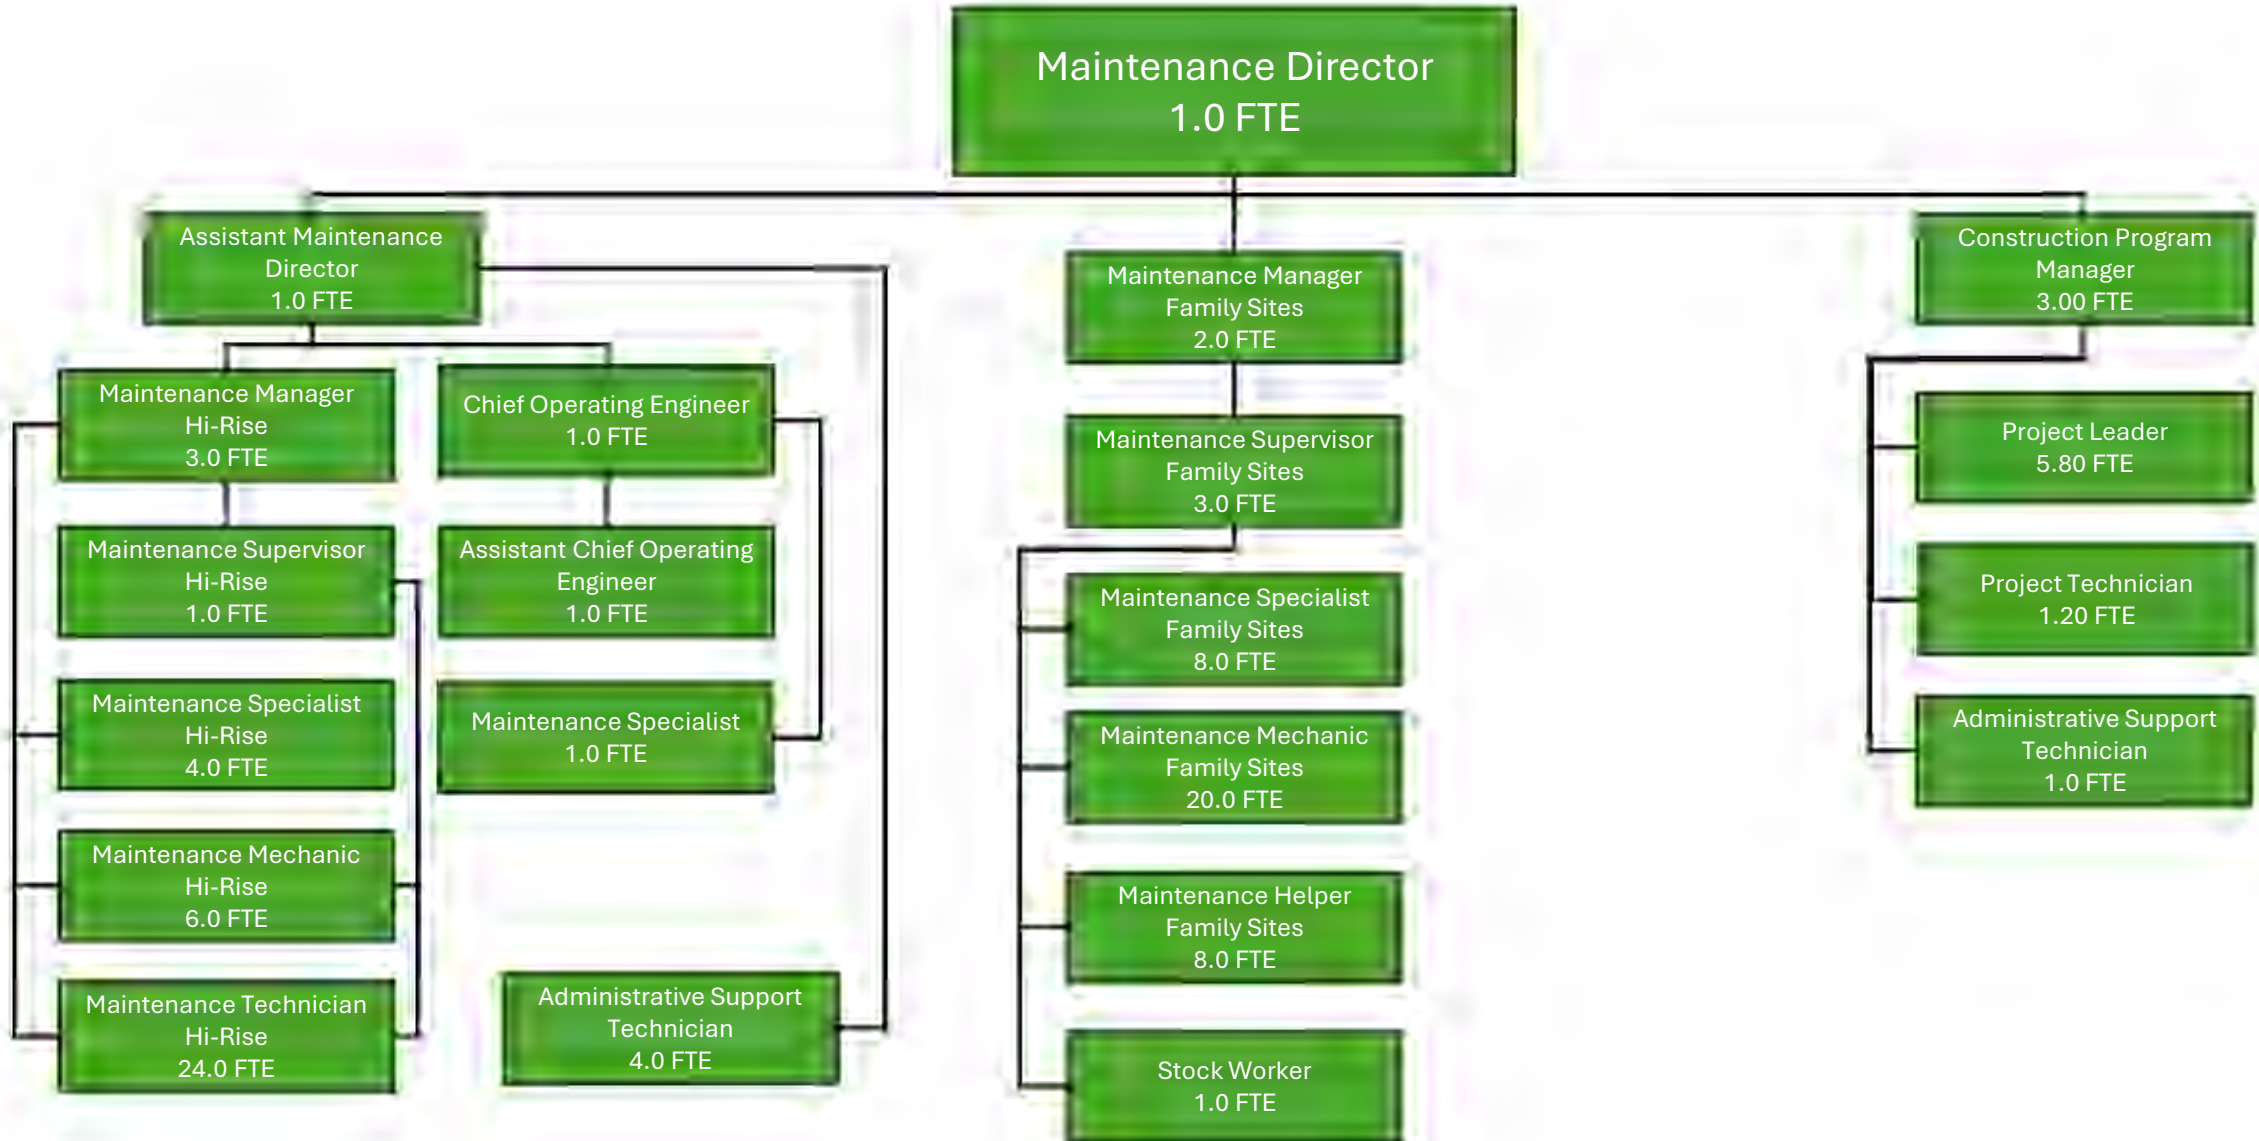 Maintenance Director
1.0 FTE
Assistant Maintenance
Director
1.0 FTE
Maintenance Manager
Hi-Rise
3.0 FTE
Maintenance Supervisor
Hi-Rise
1.0 FTE
Maintenance Specialist
Hi-Rise
4.0 FTE
Maintenance Mechanic
Hi-Rise
6.0 FTE
Maintenance Technician
Hi-Rise
24.0 FTE
Chief Operating Engineer
1.0 FTE
Assistant Chief Operating
Engineer
1.0 FTE
Maintenance Specialist
1.0 FTE
Administrative Support
Technician
4.0 FTE
Maintenance Manager
Family Sites
2.0 FTE
Maintenance Supervisor
Family Sites
3.0 FTE
Maintenance Specialist
Family Sites
8.0 FTE
Maintenance Mechanic
Family Sites
20.0 FTE
Maintenance Helper
Family Sites
8.0 FTE
Stock Worker
1.0 FTE
Construction Program
Manager
3.00 FTE
Project Leader
5.80 FTE
Project Technician
1.20 FTE
Administrative Support
Technician
1.0 FTE